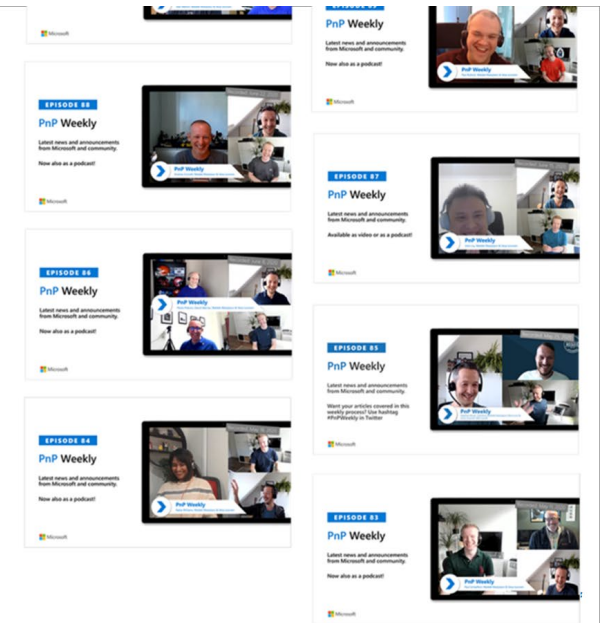 Microsoft
EPISODE 88
PnP Weekly
Latest news and announcements
from Microsoft and community.
Now also as a podcast!
PnP Weekly
Microsoft
EPISODE 86
PnP Weekly
Latest news and announcements
from Microsoft and community.
Now also as a podcast!
PnP Weekly
Microsoft
EPISODE 84
PnP Weekly
Latest news and announcements
from Microsoft and community.
Now also as a podcast!
PnP Weekly
Microsoft
PnP Weekly
Latest news and announcements
from Microsoft and community.
Now also as a podcast!
PnP Weekly
Microsoft
EPISODE 87
PnP Weekly
Latest news and announcements
from Microsoft and community.
Available as video or as a podcast!
PnP Weekly
Microsoft
EPISODE 85
PnP Weekly
Latest news and announcements
from Microsoft and community.
Want your articles covered in this
weekly process? Use hashtag
#PnPWeekly in Twitter
PnP Weekly
Microsoft
EPISODE 83
PnP Weekly
Latest news and announcements
from Microsoft and community.
Now also as a podcast!
PnP Weekly
Microsoft